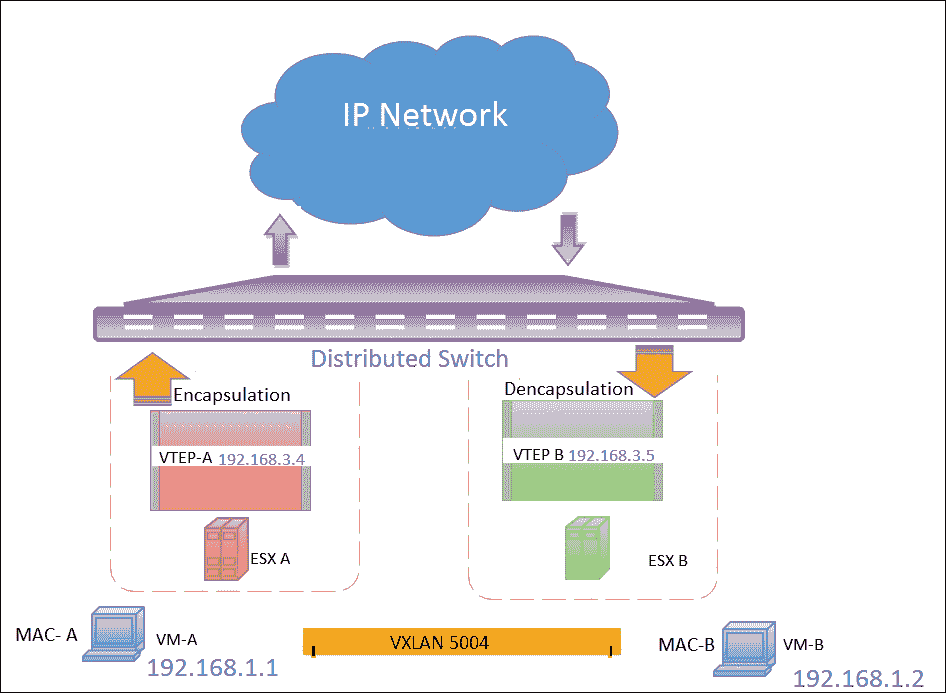 IP Network
Distributed Switch
Encapsulation
Dencapsulation
VTEP-A 192.168.3.4
VTEP B 192.168.3.5
ESX A
ESX B
MAC- A
VM-A
192.168.1.1
VXLAN 5004
MAC-B
VM-B
192.168.1.2